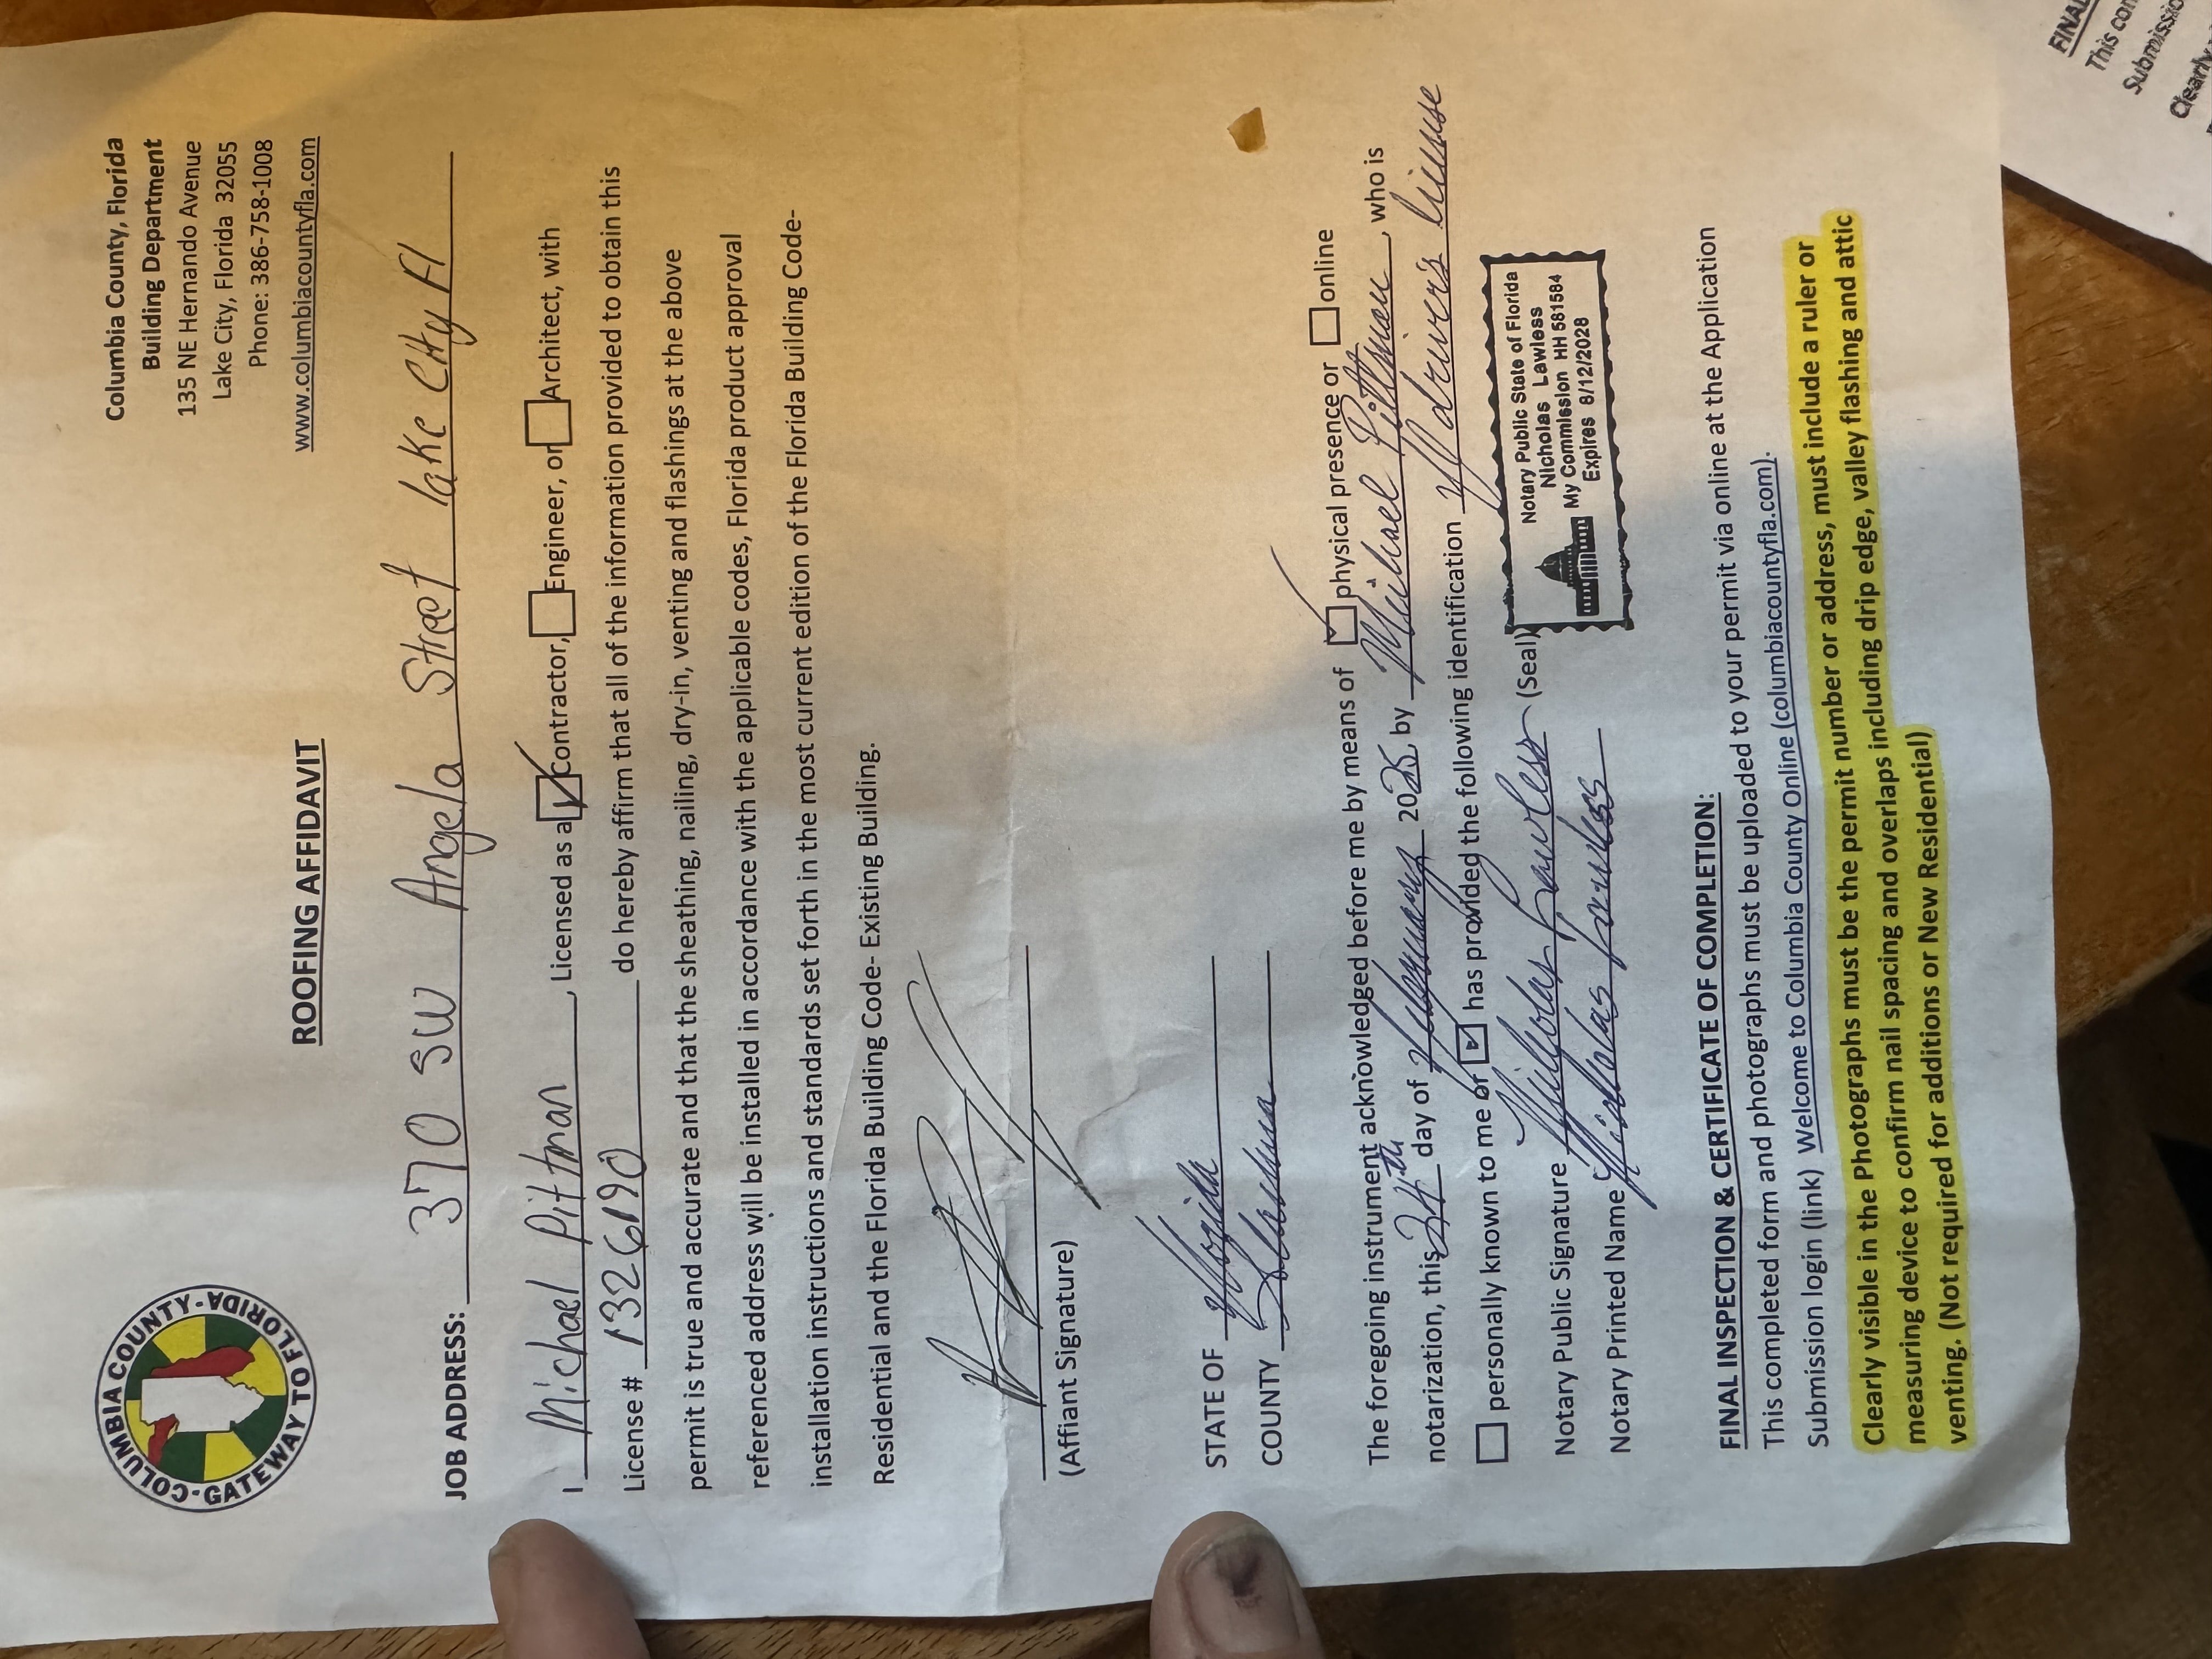 COLUMBIA COUNTY - FLORIDA
GATEWAY TO
Columbia County, Florida
Building Department
135 NE Hernando Avenue
Lake City, Florida 32055
Phone: 386-758-1008
www.columbiacountyfla.com
ROOFING AFFIDAVIT
JOB ADDRESS: 370 SW Angela Street lake City Fl
I Michael Pittman, Licensed as a Contractor, Engineer, or Architect, with
License # 1326190 do hereby affirm that all of the information provided to obtain this
permit is true and accurate and that the sheathing, nailing, dry-in, venting and flashings at the above
referenced address will be installed in accordance with the applicable codes, Florida product approval
installation instructions and standards set forth in the most current edition of the Florida Building Code-
Residential and the Florida Building Code- Existing Building.
(Affiant Signature)
STATE OF Florida
COUNTY
The foregoing instrument acknowledged before me by means of physical presence or online
notarization, this 24th day of 2025, by Michael Pittman, who is
personally known to me or has provided the following identification fl drivers license
Notary Public Signature Nicholas Lawless (Seal)
Notary Printed Name Nicholas Lawless
Notary Public State of Florida
Nicholas Lawless
My Commission HH 581584
Expires 8/12/2028
FINAL INSPECTION & CERTIFICATE OF COMPLETION:
This completed form and photographs must be uploaded to your permit via online at the Application
Submission login (link) Welcome to Columbia County Online (columbiacountyfla.com).
Clearly visible in the Photographs must be the permit number or address, must include a ruler or
measuring device to confirm nail spacing and overlaps including drip edge, valley flashing and attic
venting. (Not required for additions or New Residential)
FINAL
This com
Submissio
Clearly